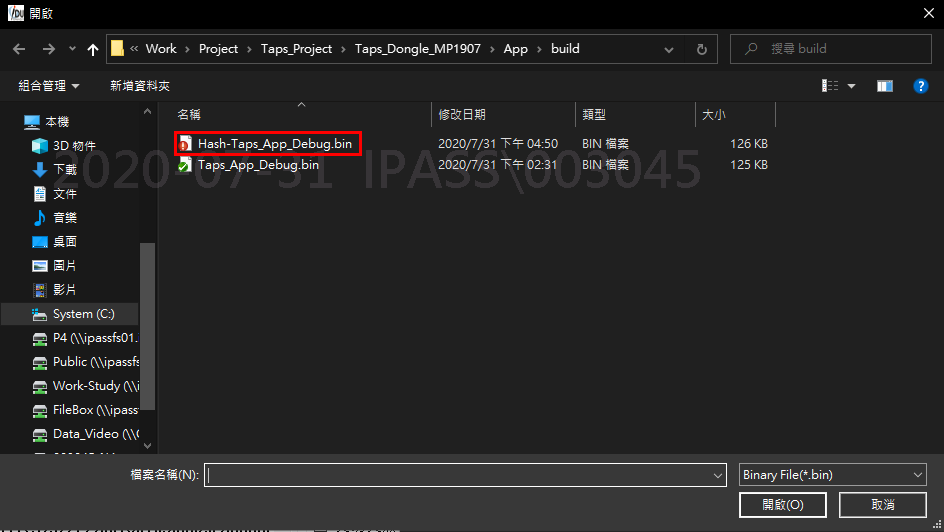 IDU 開啟
« Work › Project › Taps_Project › Taps_Dongle_MP1907 › App › build
搜尋 build
組合管理 新增資料夾
名稱 修改日期 類型 大小
本機
3D 物件
下載
文件
音樂
桌面
圖片
影片
System (C:)
P4 (\\ipassfs01.
Public (\\ipassfs
Work-Study (\\i
FileBox (\\ipass
Data_Video (\\
Hash-Taps_App_Debug.bin 2020/7/31 下午 04:50 BIN 檔案 126 KB
Taps_App_Debug.bin 2020/7/31 下午 02:31 BIN 檔案 125 KB
2020-07-31 IPASS\003045
檔案名稱(N):
Binary File(*.bin)
開啟(O) 取消